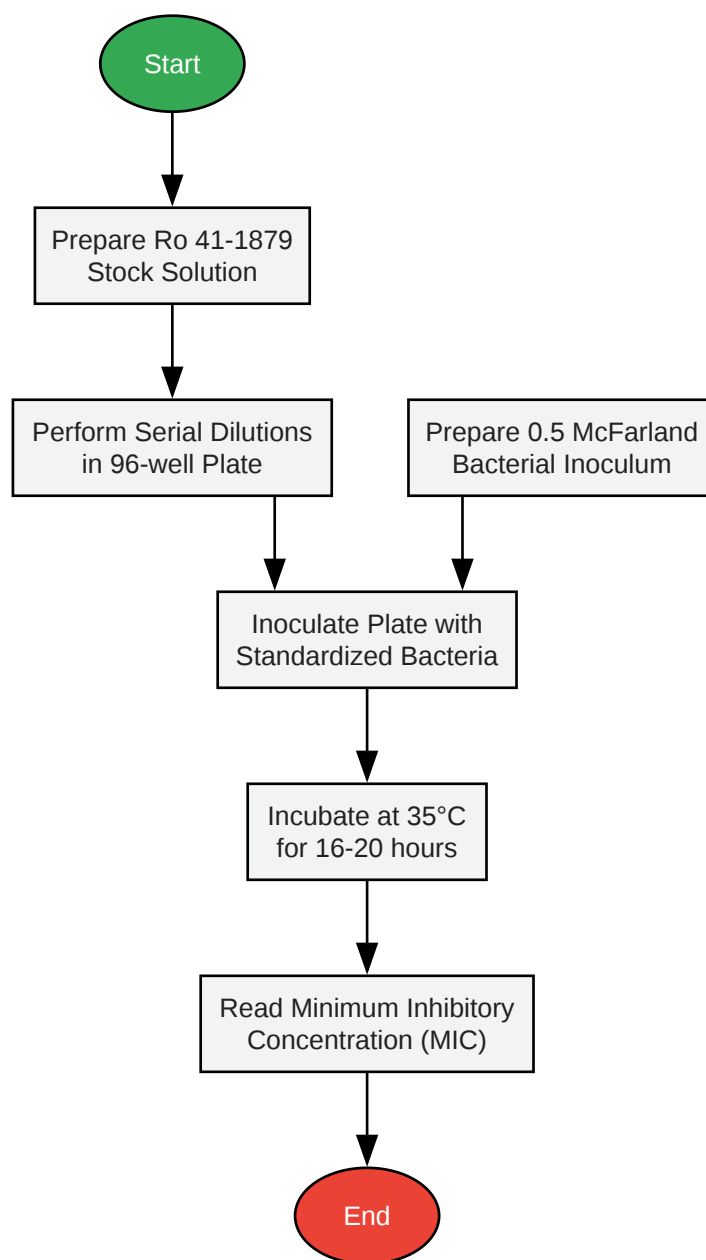 Start
Prepare Ro 41-1879
Stock Solution
Perform Serial Dilutions
in 96-well Plate
Prepare 0.5 McFarland
Bacterial Inoculum
Inoculate Plate with
Standardized Bacteria
Incubate at 35°C
for 16-20 hours
Read Minimum Inhibitory
Concentration (MIC)
End